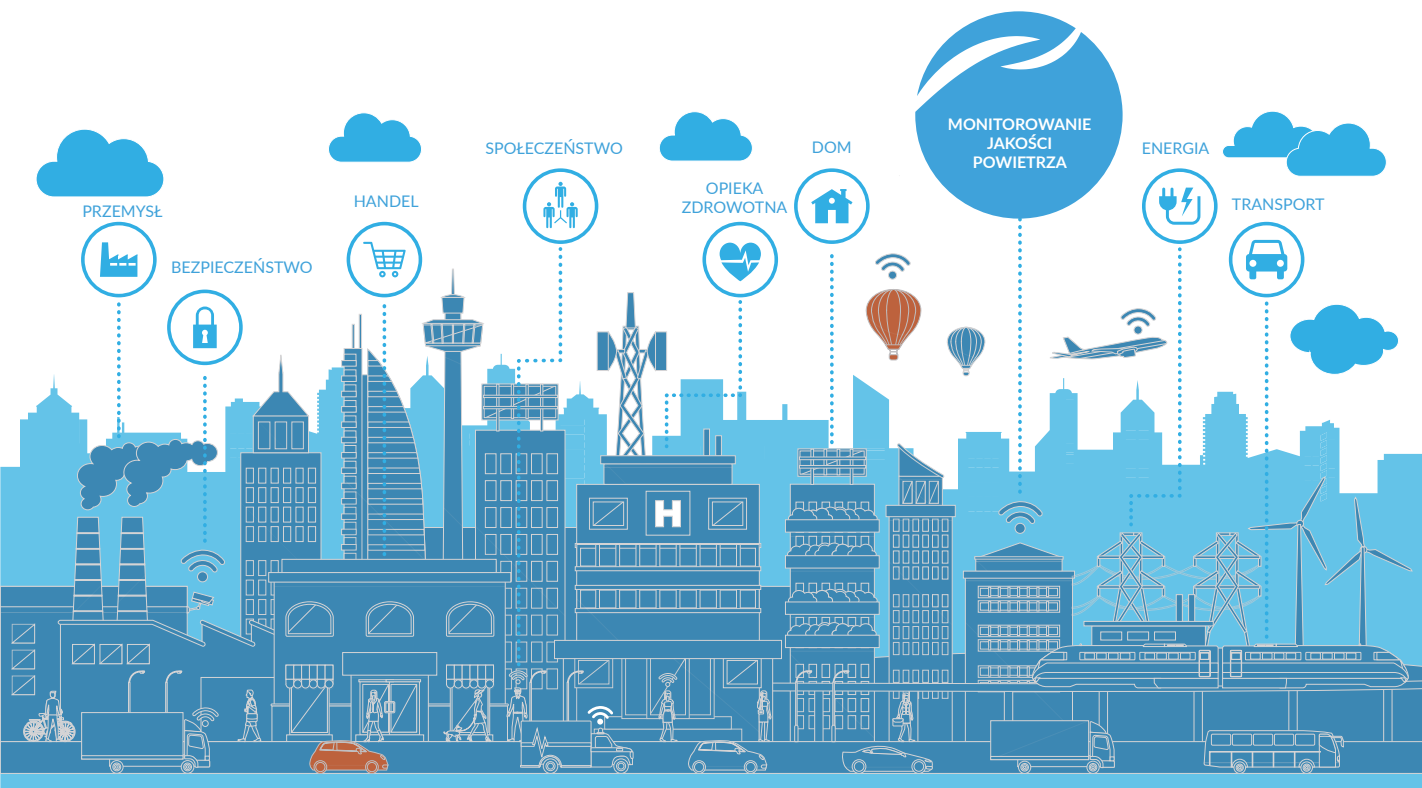 PRZEMYSŁ
BEZPIECZEŃSTWO
HANDEL
SPOŁECZEŃSTWO
OPIEKA
ZDROWOTNA
DOM
MONITOROWANIE
JAKOŚCI
POWIETRZA
ENERGIA
TRANSPORT
H